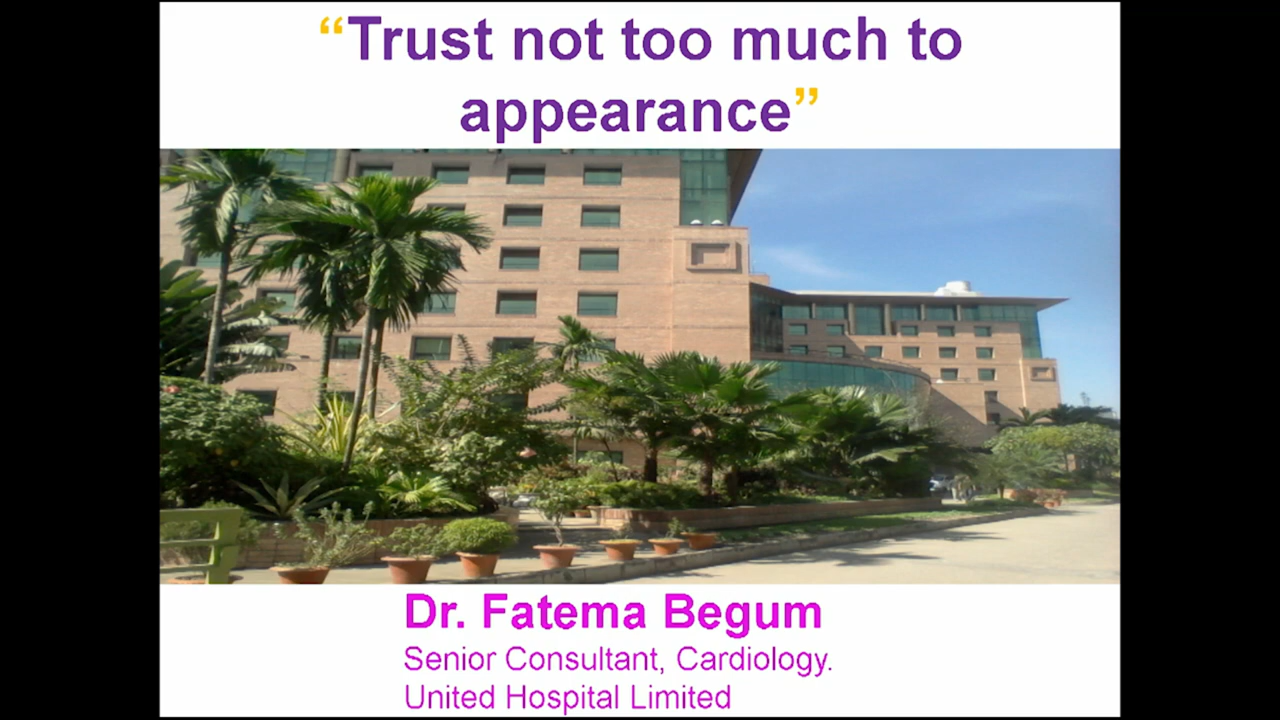 “Trust not too much to
appearance”
Dr. Fatema Begum
Senior Consultant, Cardiology.
United Hospital Limited